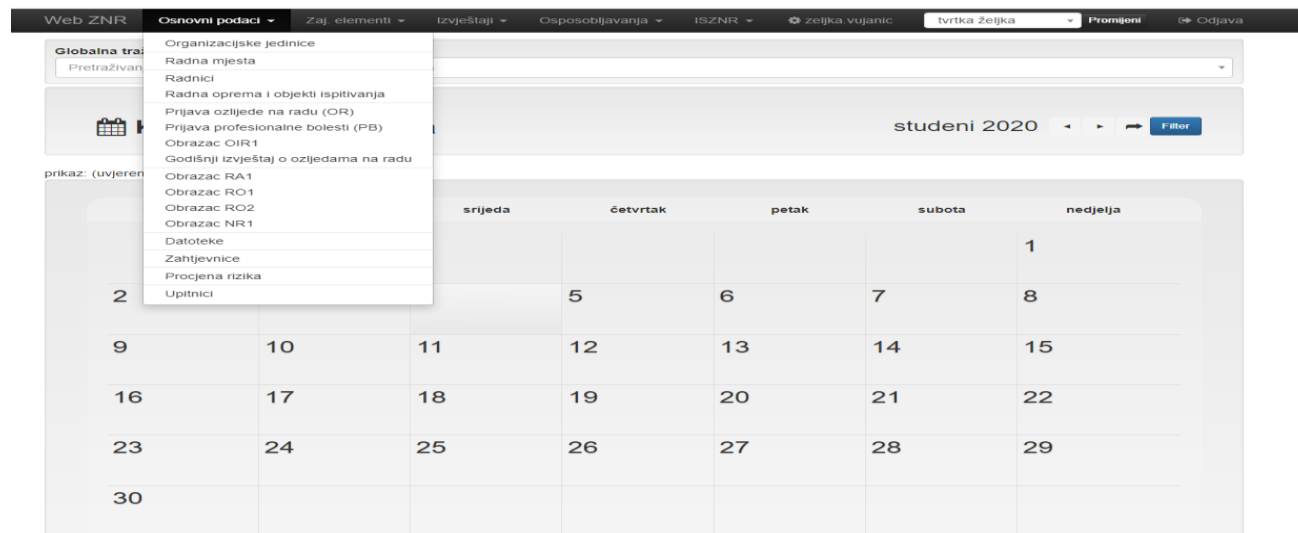 Web ZNR Osnovni podaci Zaj. elementi Izvještaji Osposobljavanja ISZNR zeljka.vujanic tvrtka željka Promijeni Odjava
Globalna
Organizacijske jedinice
Radna mjesta
Radnici
Radna oprema i objekti ispitivanja
Prijava ozlijede na radu (OR)
Prijava profesionalne bolesti (PB)
Obrazac OIR1
Godišnji izvještaj o ozljedama na radu
Obrazac RA1
Obrazac RO1
Obrazac RO2
Obrazac NR1
Datoteke
Zahtjevnice
Procjena rizika
Upitnici
studeni 2020 Filter
prikaz:
srijeda četvrtak petak subota nedjelja
1
2 5 6 7 8
9 10 11 12 13 14 15
16 17 18 19 20 21 22
23 24 25 26 27 28 29
30